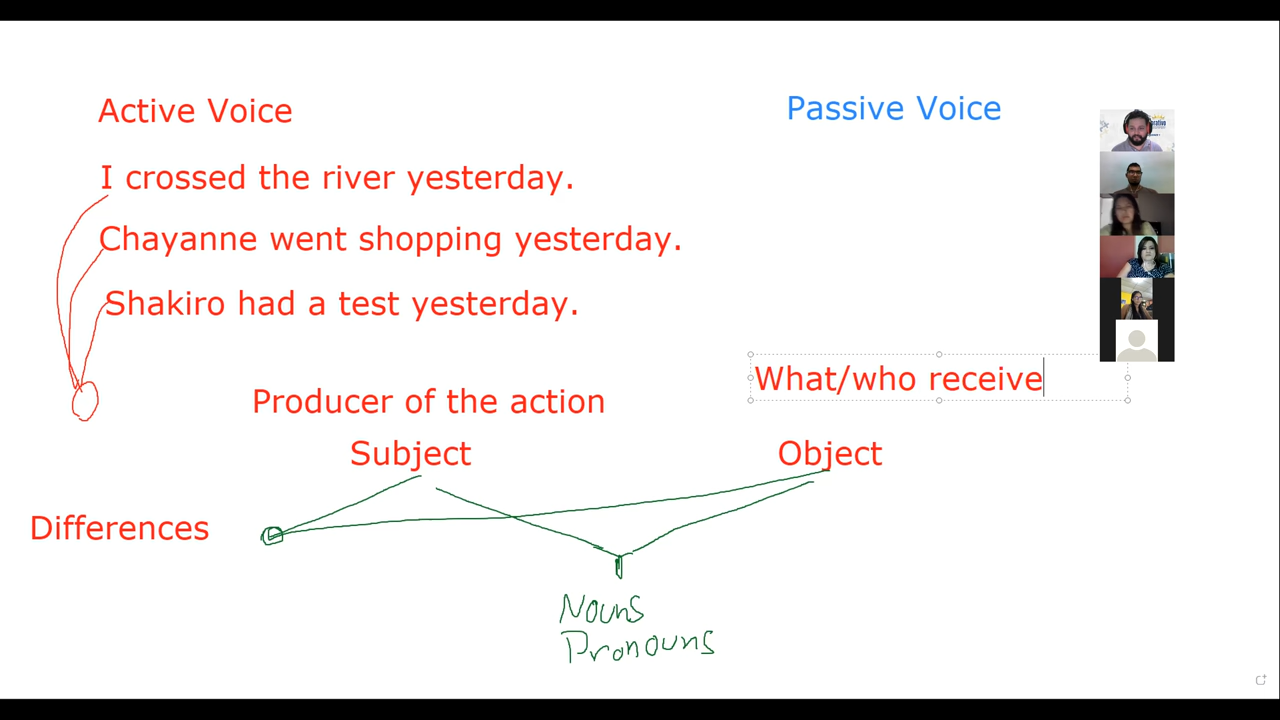 Active Voice
Passive Voice
I crossed the river yesterday.
Chayanne went shopping yesterday.
Shakiro had a test yesterday.
What/who receive
Producer of the action
Subject
Object
Differences
Nouns
Pronouns